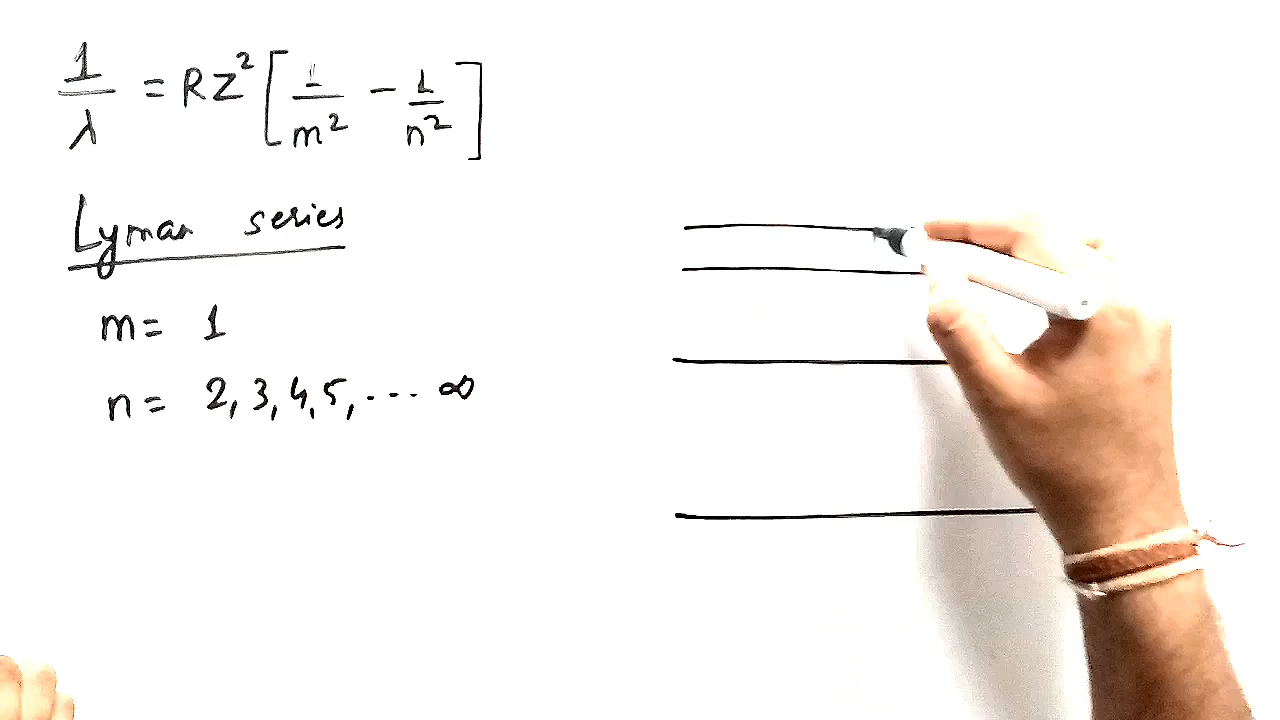 1/λ = RZ² [1/m² − 1/n²]
Lyman series
m = 1
n = 2, 3, 4, 5, ... ∞